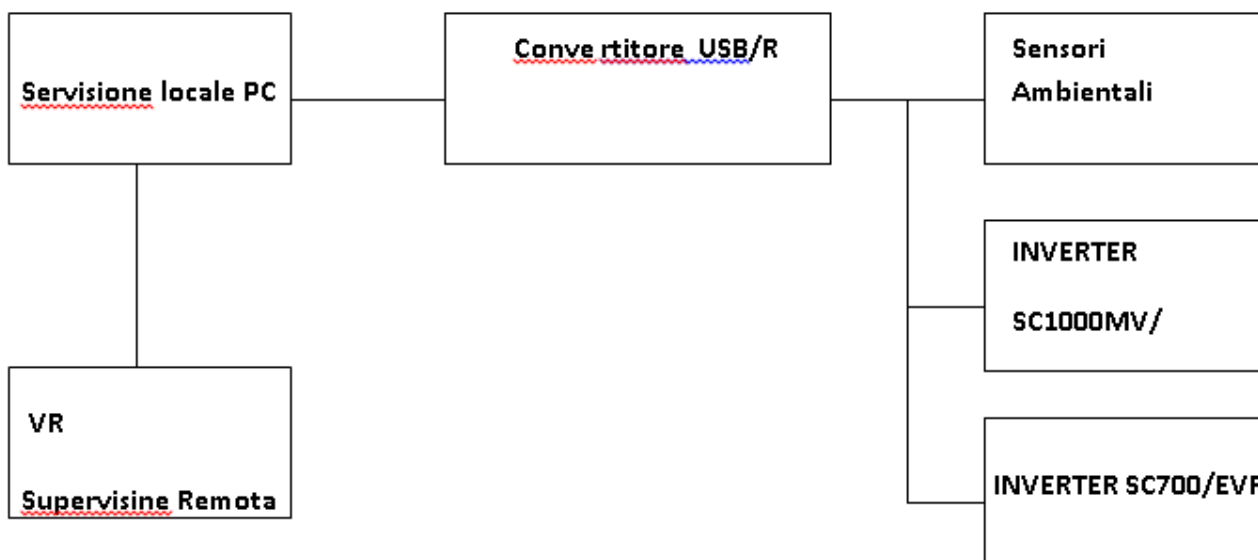 Servisione locale PC
Conve rtitore USB/R
Sensori
Ambientali
INVERTER
SC1000MV/
INVERTER SC700/EVF
VR
Supervisine Remota